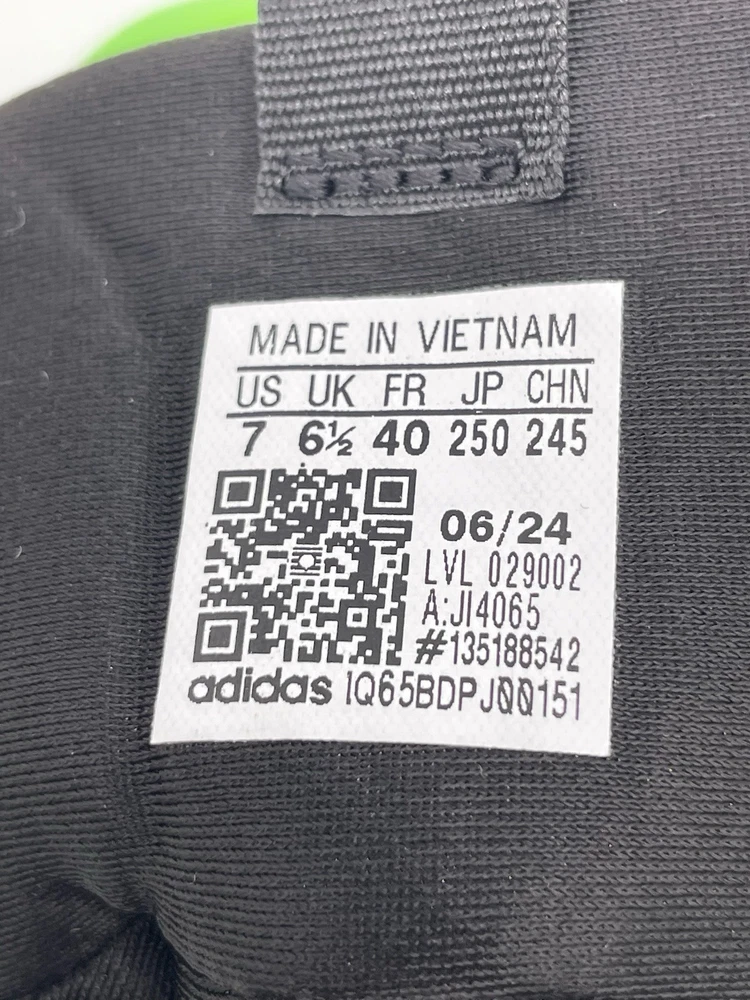 MADE IN VIETNAM
US UK FR JP CHN
7 6½ 40 250 245
06/24
LVL 029002
A:JI4065
#135188542
adidas 1Q65BDPJ00151